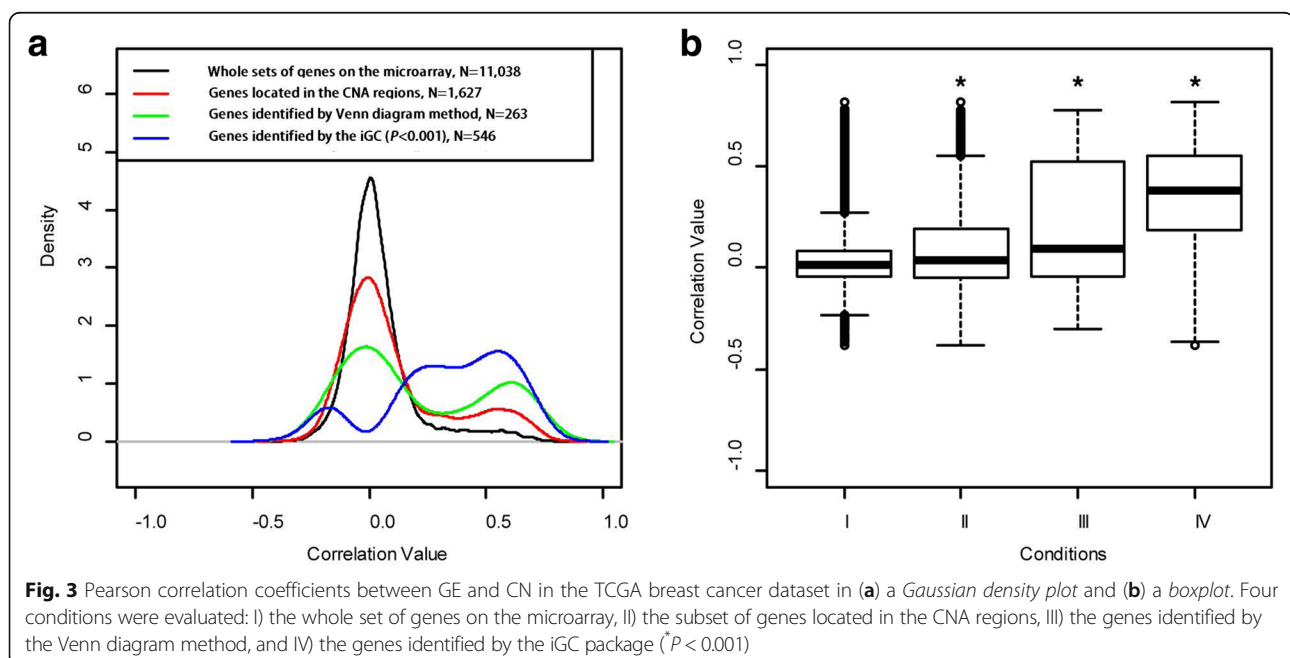 a
Whole sets of genes on the microarray, N=11,038
Genes located in the CNA regions, N=1,627
Genes identified by Venn diagram method, N=263
Genes identified by the iGC (P<0.001), N=546
6
5
4
3
2
1
0
Density
-1.0 -0.5 0.0 0.5 1.0
Correlation Value
b
1.0
0.5
0.0
-0.5
-1.0
Correlation Value
* * *
I II III IV
Conditions
Fig. 3 Pearson correlation coefficients between GE and CN in the TCGA breast cancer dataset in (a) a Gaussian density plot and (b) a boxplot. Four
conditions were evaluated: I) the whole set of genes on the microarray, II) the subset of genes located in the CNA regions, III) the genes identified by
the Venn diagram method, and IV) the genes identified by the iGC package (*P < 0.001)